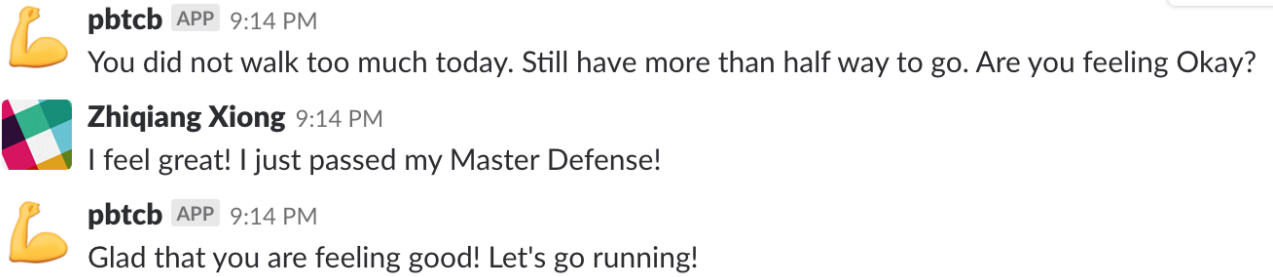 pbtcb APP 9:14 PM
You did not walk too much today. Still have more than half way to go. Are you feeling Okay?
Zhiqiang Xiong 9:14 PM
I feel great! I just passed my Master Defense!
pbtcb APP 9:14 PM
Glad that you are feeling good! Let's go running!